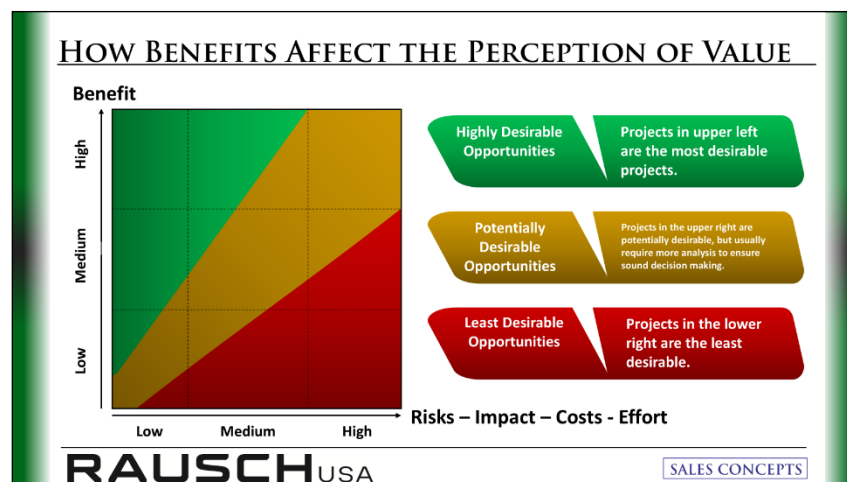 HOW BENEFITS AFFECT THE PERCEPTION OF VALUE
Benefit
High
Medium
Low
Low
Medium
High
Risks – Impact – Costs - Effort
Highly Desirable
Opportunities
Projects in upper left
are the most desirable
projects.
Potentially
Desirable
Opportunities
Projects in the upper right are
potentially desirable, but usually
require more analysis to ensure
sound decision making.
Least Desirable
Opportunities
Projects in the lower
right are the least
desirable.
RAUSCH USA
SALES CONCEPTS